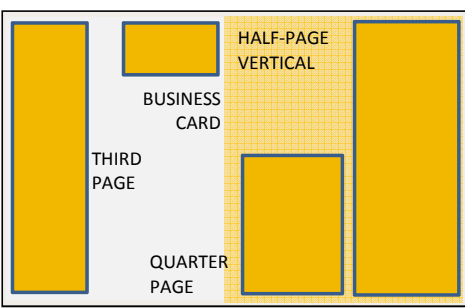 HALF-PAGE
VERTICAL
BUSINESS
CARD
THIRD
PAGE
QUARTER
PAGE